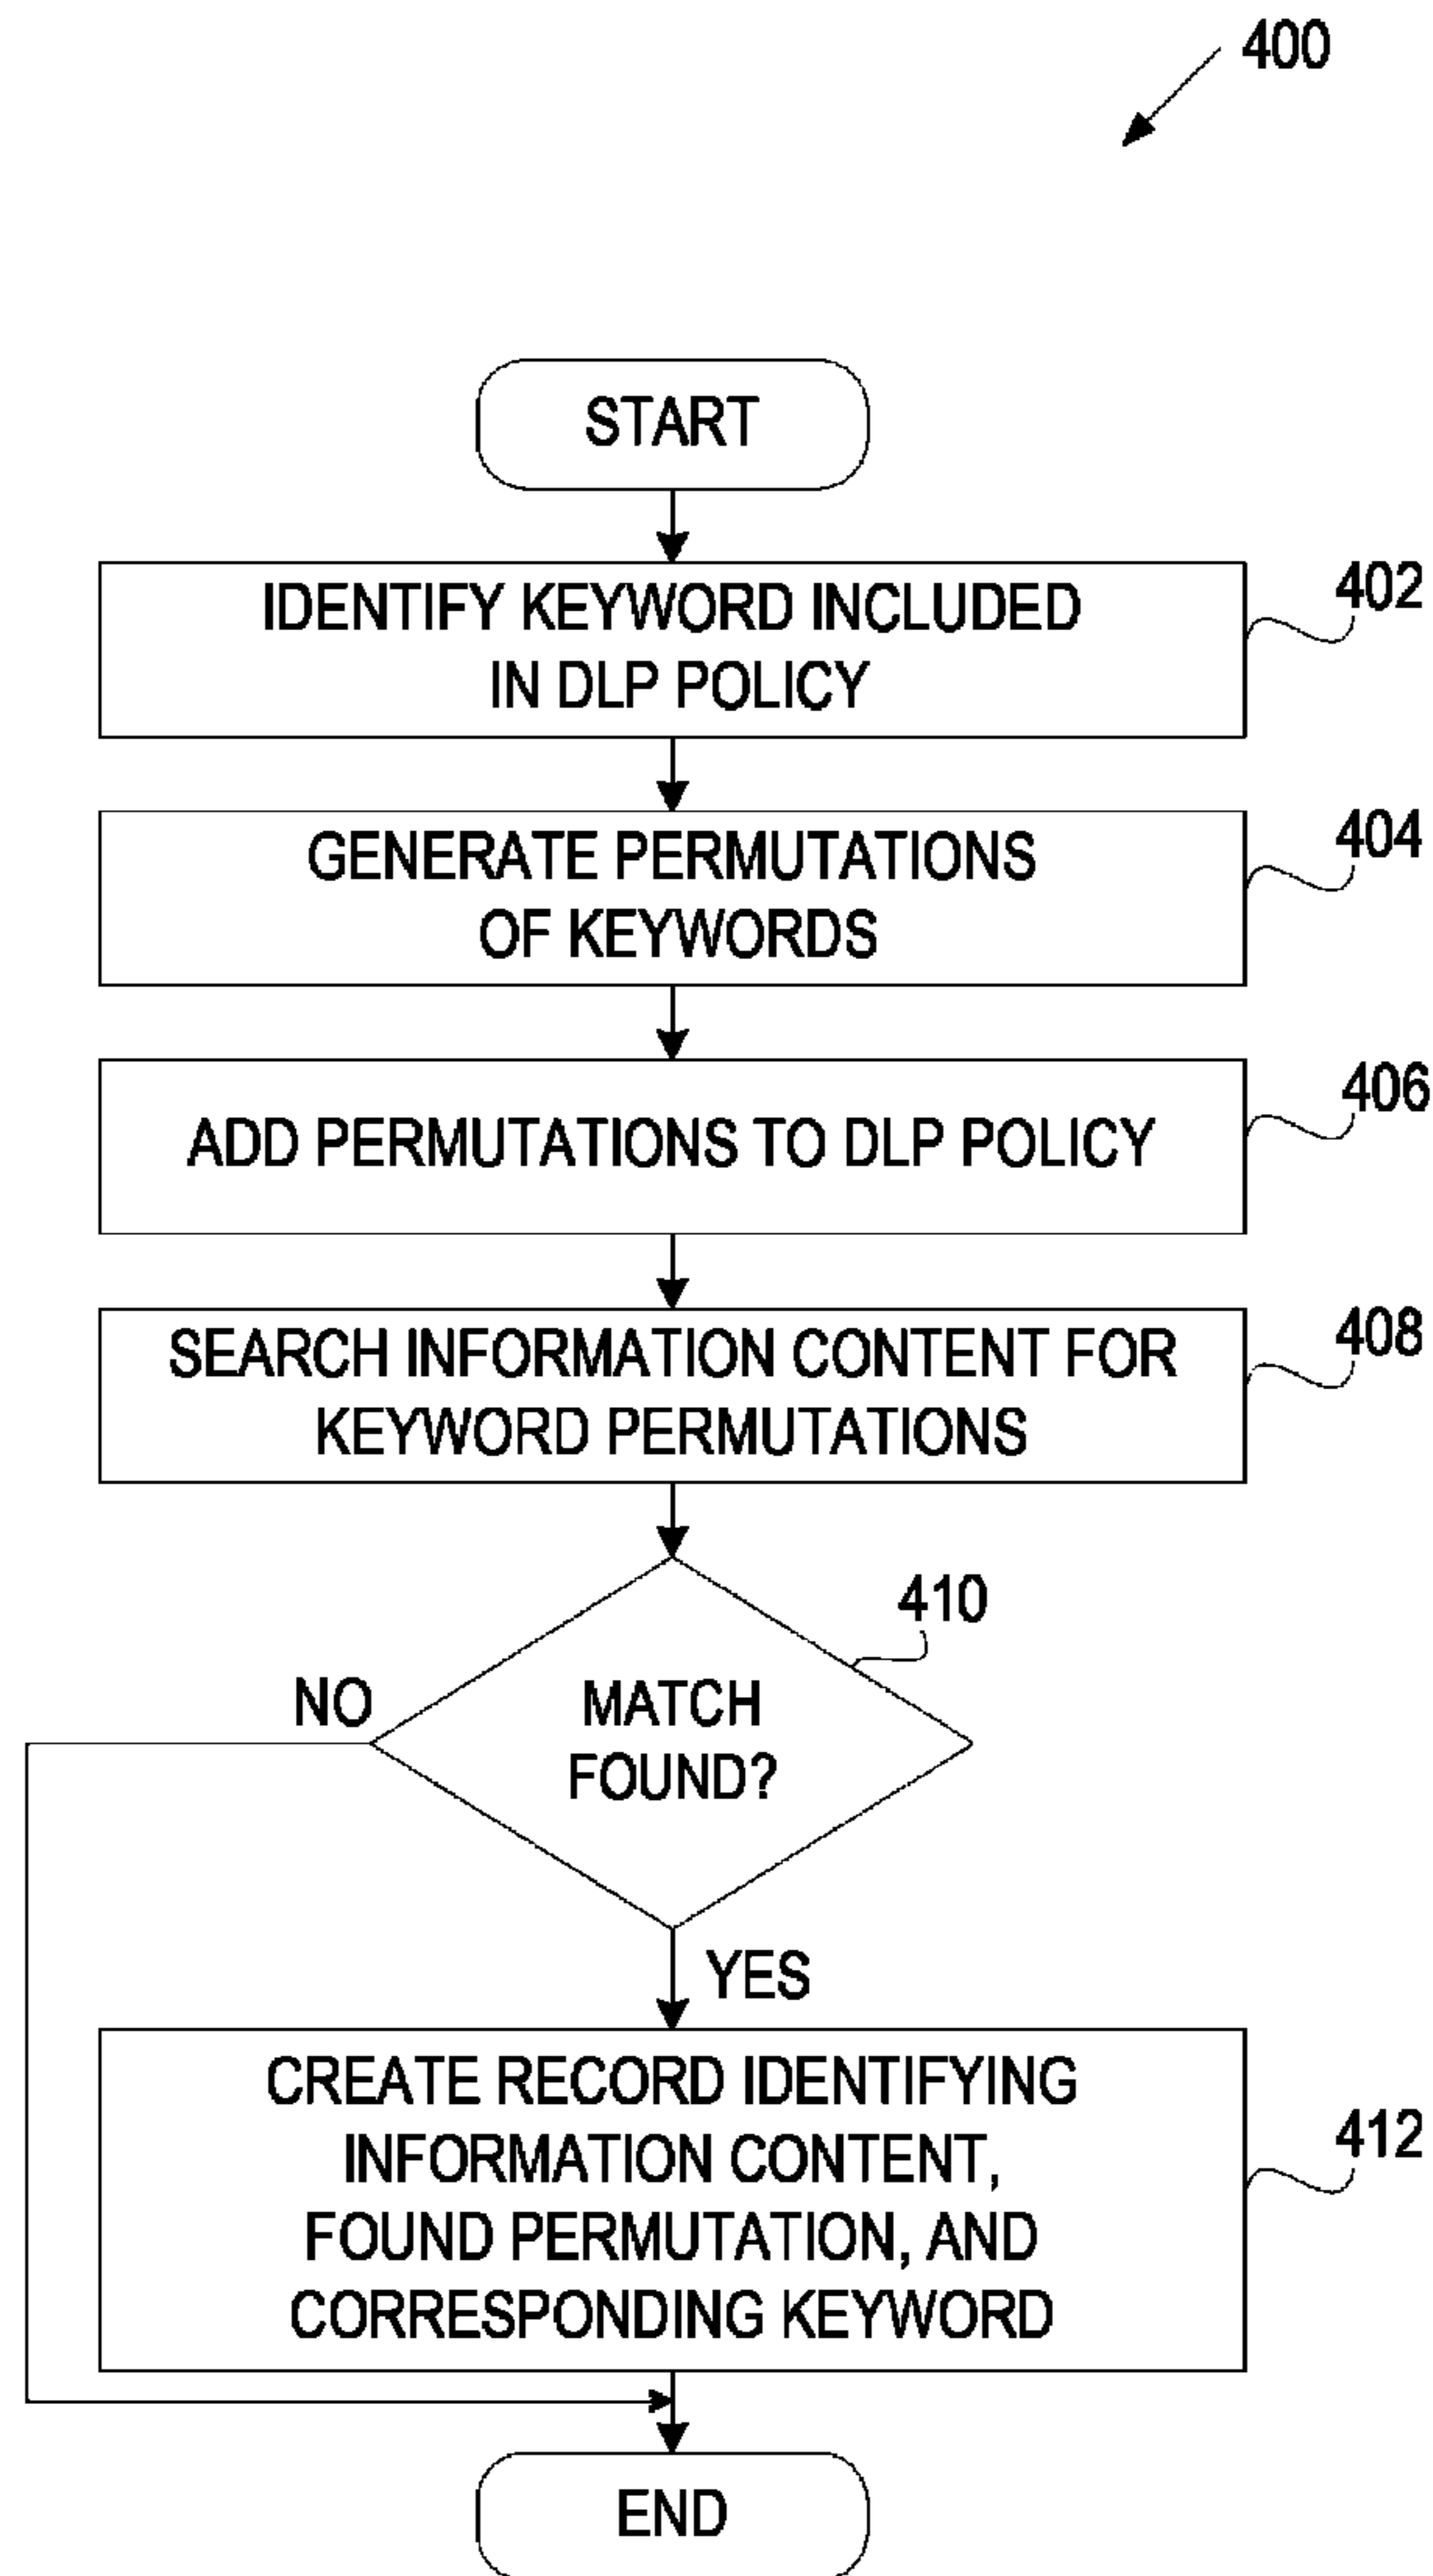 400
START
IDENTIFY KEYWORD INCLUDED
IN DLP POLICY
402
GENERATE PERMUTATIONS
OF KEYWORDS
404
ADD PERMUTATIONS TO DLP POLICY
406
SEARCH INFORMATION CONTENT FOR
KEYWORD PERMUTATIONS
408
410
NO
MATCH
FOUND?
YES
CREATE RECORD IDENTIFYING
INFORMATION CONTENT,
FOUND PERMUTATION, AND
CORRESPONDING KEYWORD
412
END